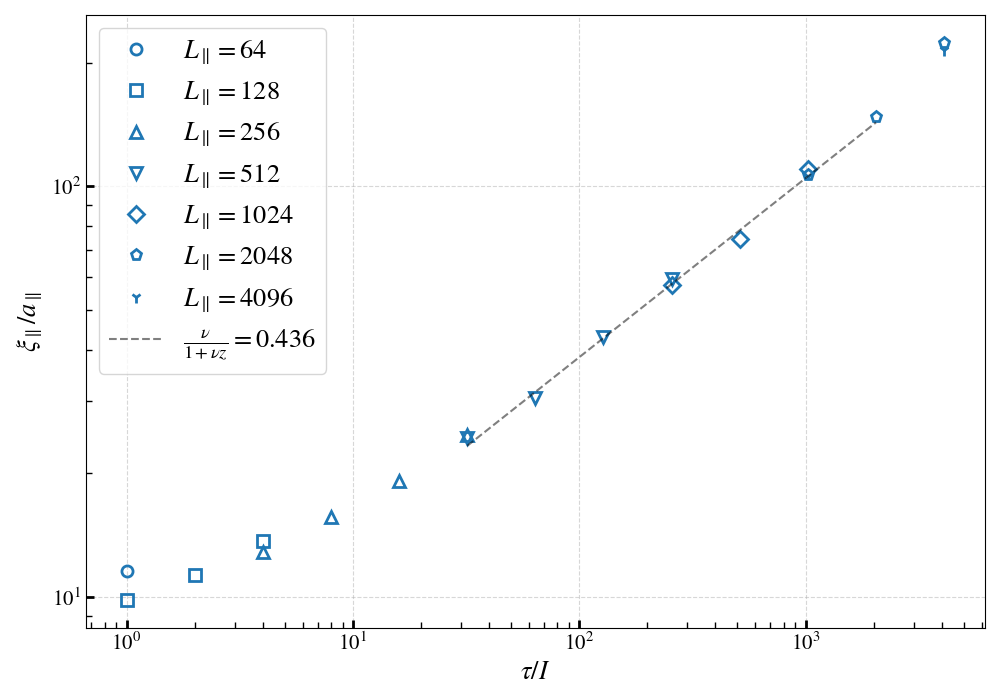 L∥ = 64
L∥ = 128
L∥ = 256
L∥ = 512
L∥ = 1024
L∥ = 2048
L∥ = 4096
ν/(1 + νz) = 0.436
10²
10¹
ξ∥/a∥
10⁰ 10¹ 10² 10³
τ/I